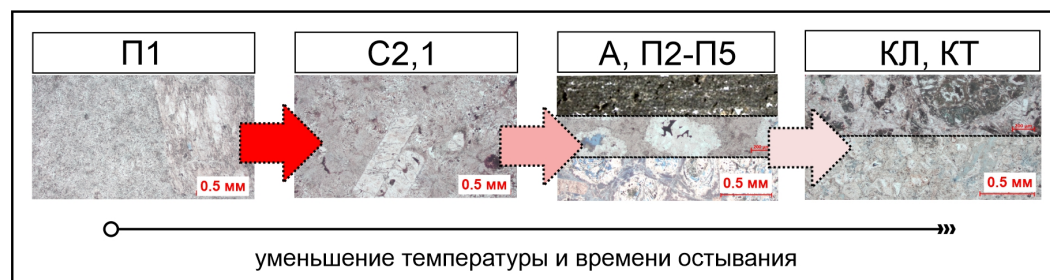 П1
С2,1
А, П2-П5
КЛ, КТ
0.5 мм
0.5 мм
0.5 мм
0.5 мм
уменьшение температуры и времени остывания